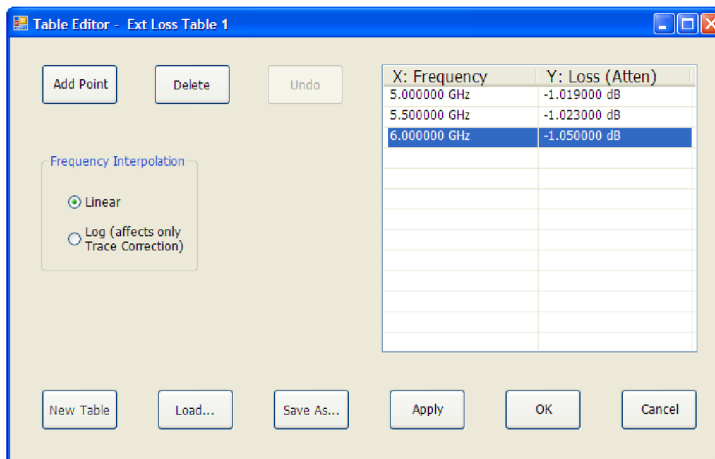 Table Editor - Ext Loss Table 1
Add Point
Delete
Undo
X: Frequency Y: Loss (Atten)
5.000000 GHz -1.019000 dB
5.500000 GHz -1.023000 dB
6.000000 GHz -1.050000 dB
Frequency Interpolation
Linear
Log (affects only
Trace Correction)
New Table
Load...
Save As...
Apply
OK
Cancel